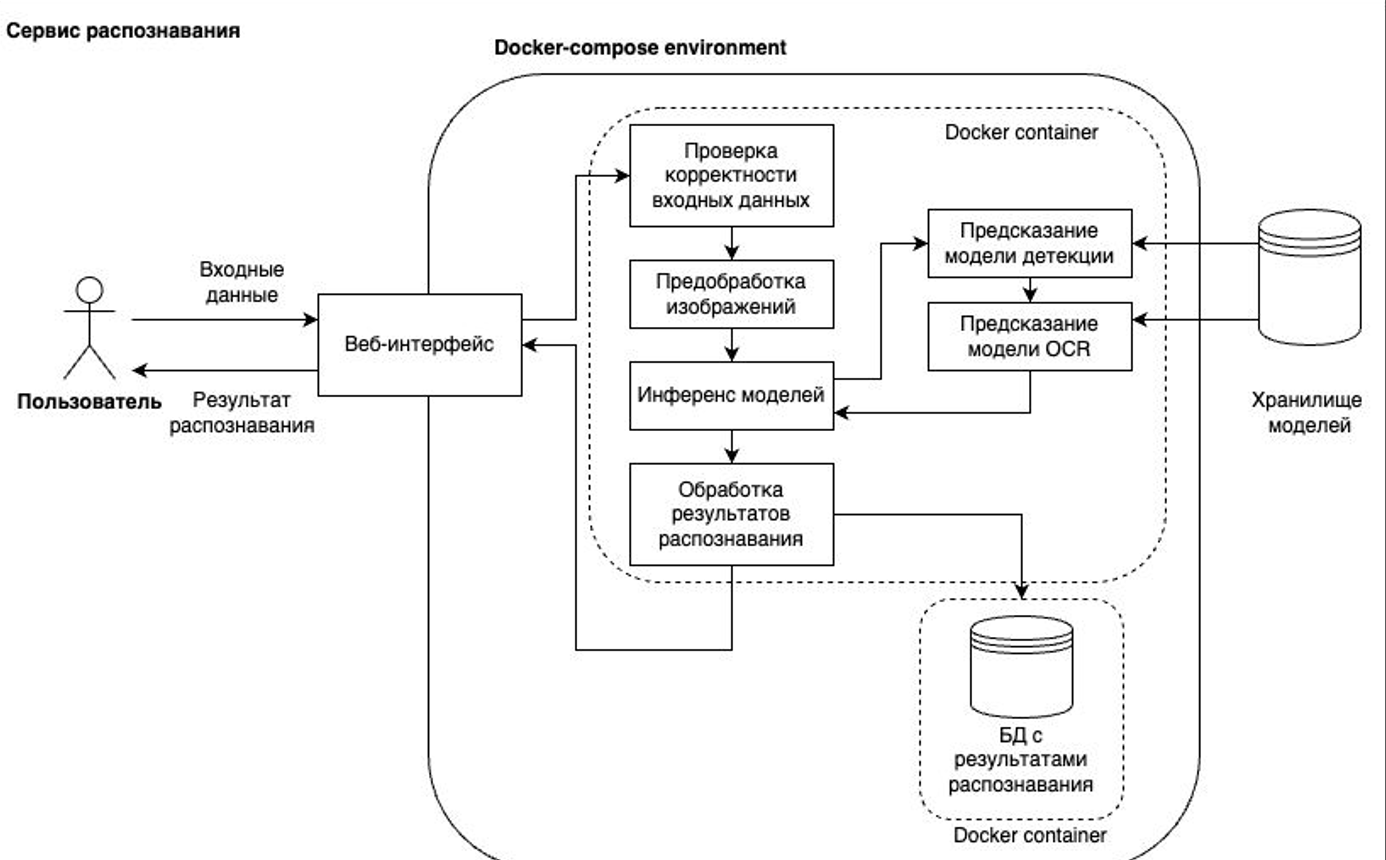 Сервис распознавания
Docker-compose environment
Docker container
Проверка
корректности
входных данных
Предсказание
модели детекции
Входные
данные
Предобработка
изображений
Предсказание
модели OCR
Веб-интерфейс
Инференс моделей
Пользователь
Результат
распознавания
Хранилище
моделей
Обработка
результатов
распознавания
БД с
результатами
распознавания
Docker container